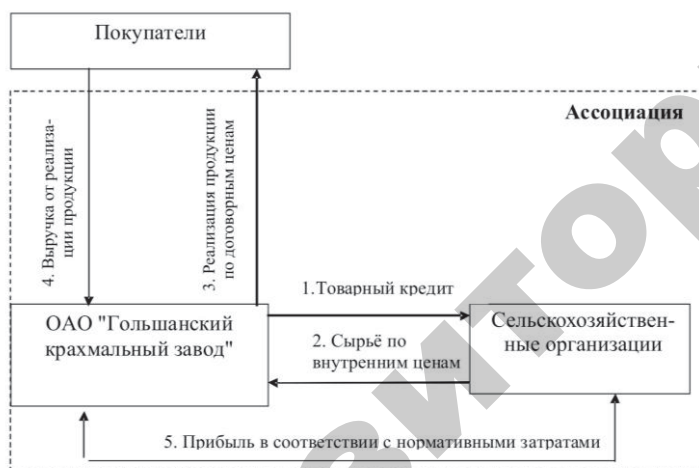 Покупатели
Ассоциация
4. Выручка от реализа-
ции продукции
3. Реализация продукции
по договорным ценам
1.Товарный кредит
ОАО "Гольшанский
крахмальный завод"
2. Сырьё по
внутренним ценам
Сельскохозяйствен-
ные организации
5. Прибыль в соответствии с нормативными затратами